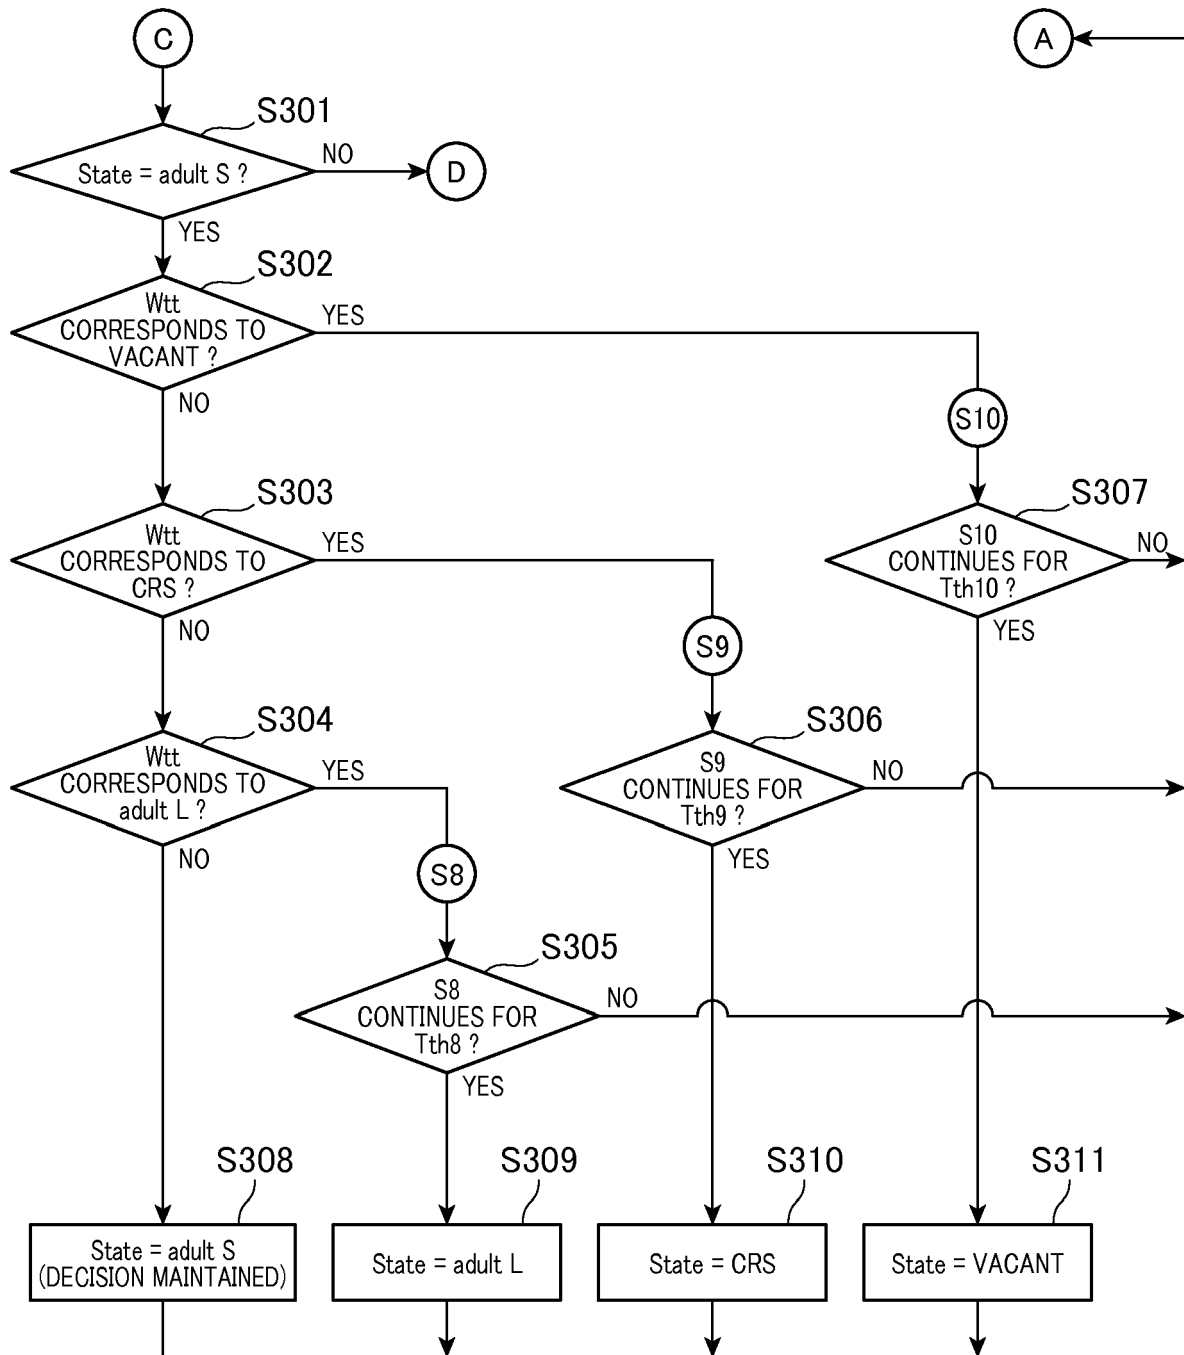 C
A
S301
State = adult S ?
NO
D
YES
S302
Wtt
CORRESPONDS TO
VACANT ?
YES
NO
S10
S303
Wtt
CORRESPONDS TO
CRS ?
YES
NO
S307
S10
CONTINUES FOR
Tth10 ?
NO
YES
S9
S304
Wtt
CORRESPONDS TO
adult L ?
YES
NO
S306
S9
CONTINUES FOR
Tth9 ?
NO
YES
S8
S305
S8
CONTINUES FOR
Tth8 ?
NO
YES
S308
State = adult S
(DECISION MAINTAINED)
S309
State = adult L
S310
State = CRS
S311
State = VACANT